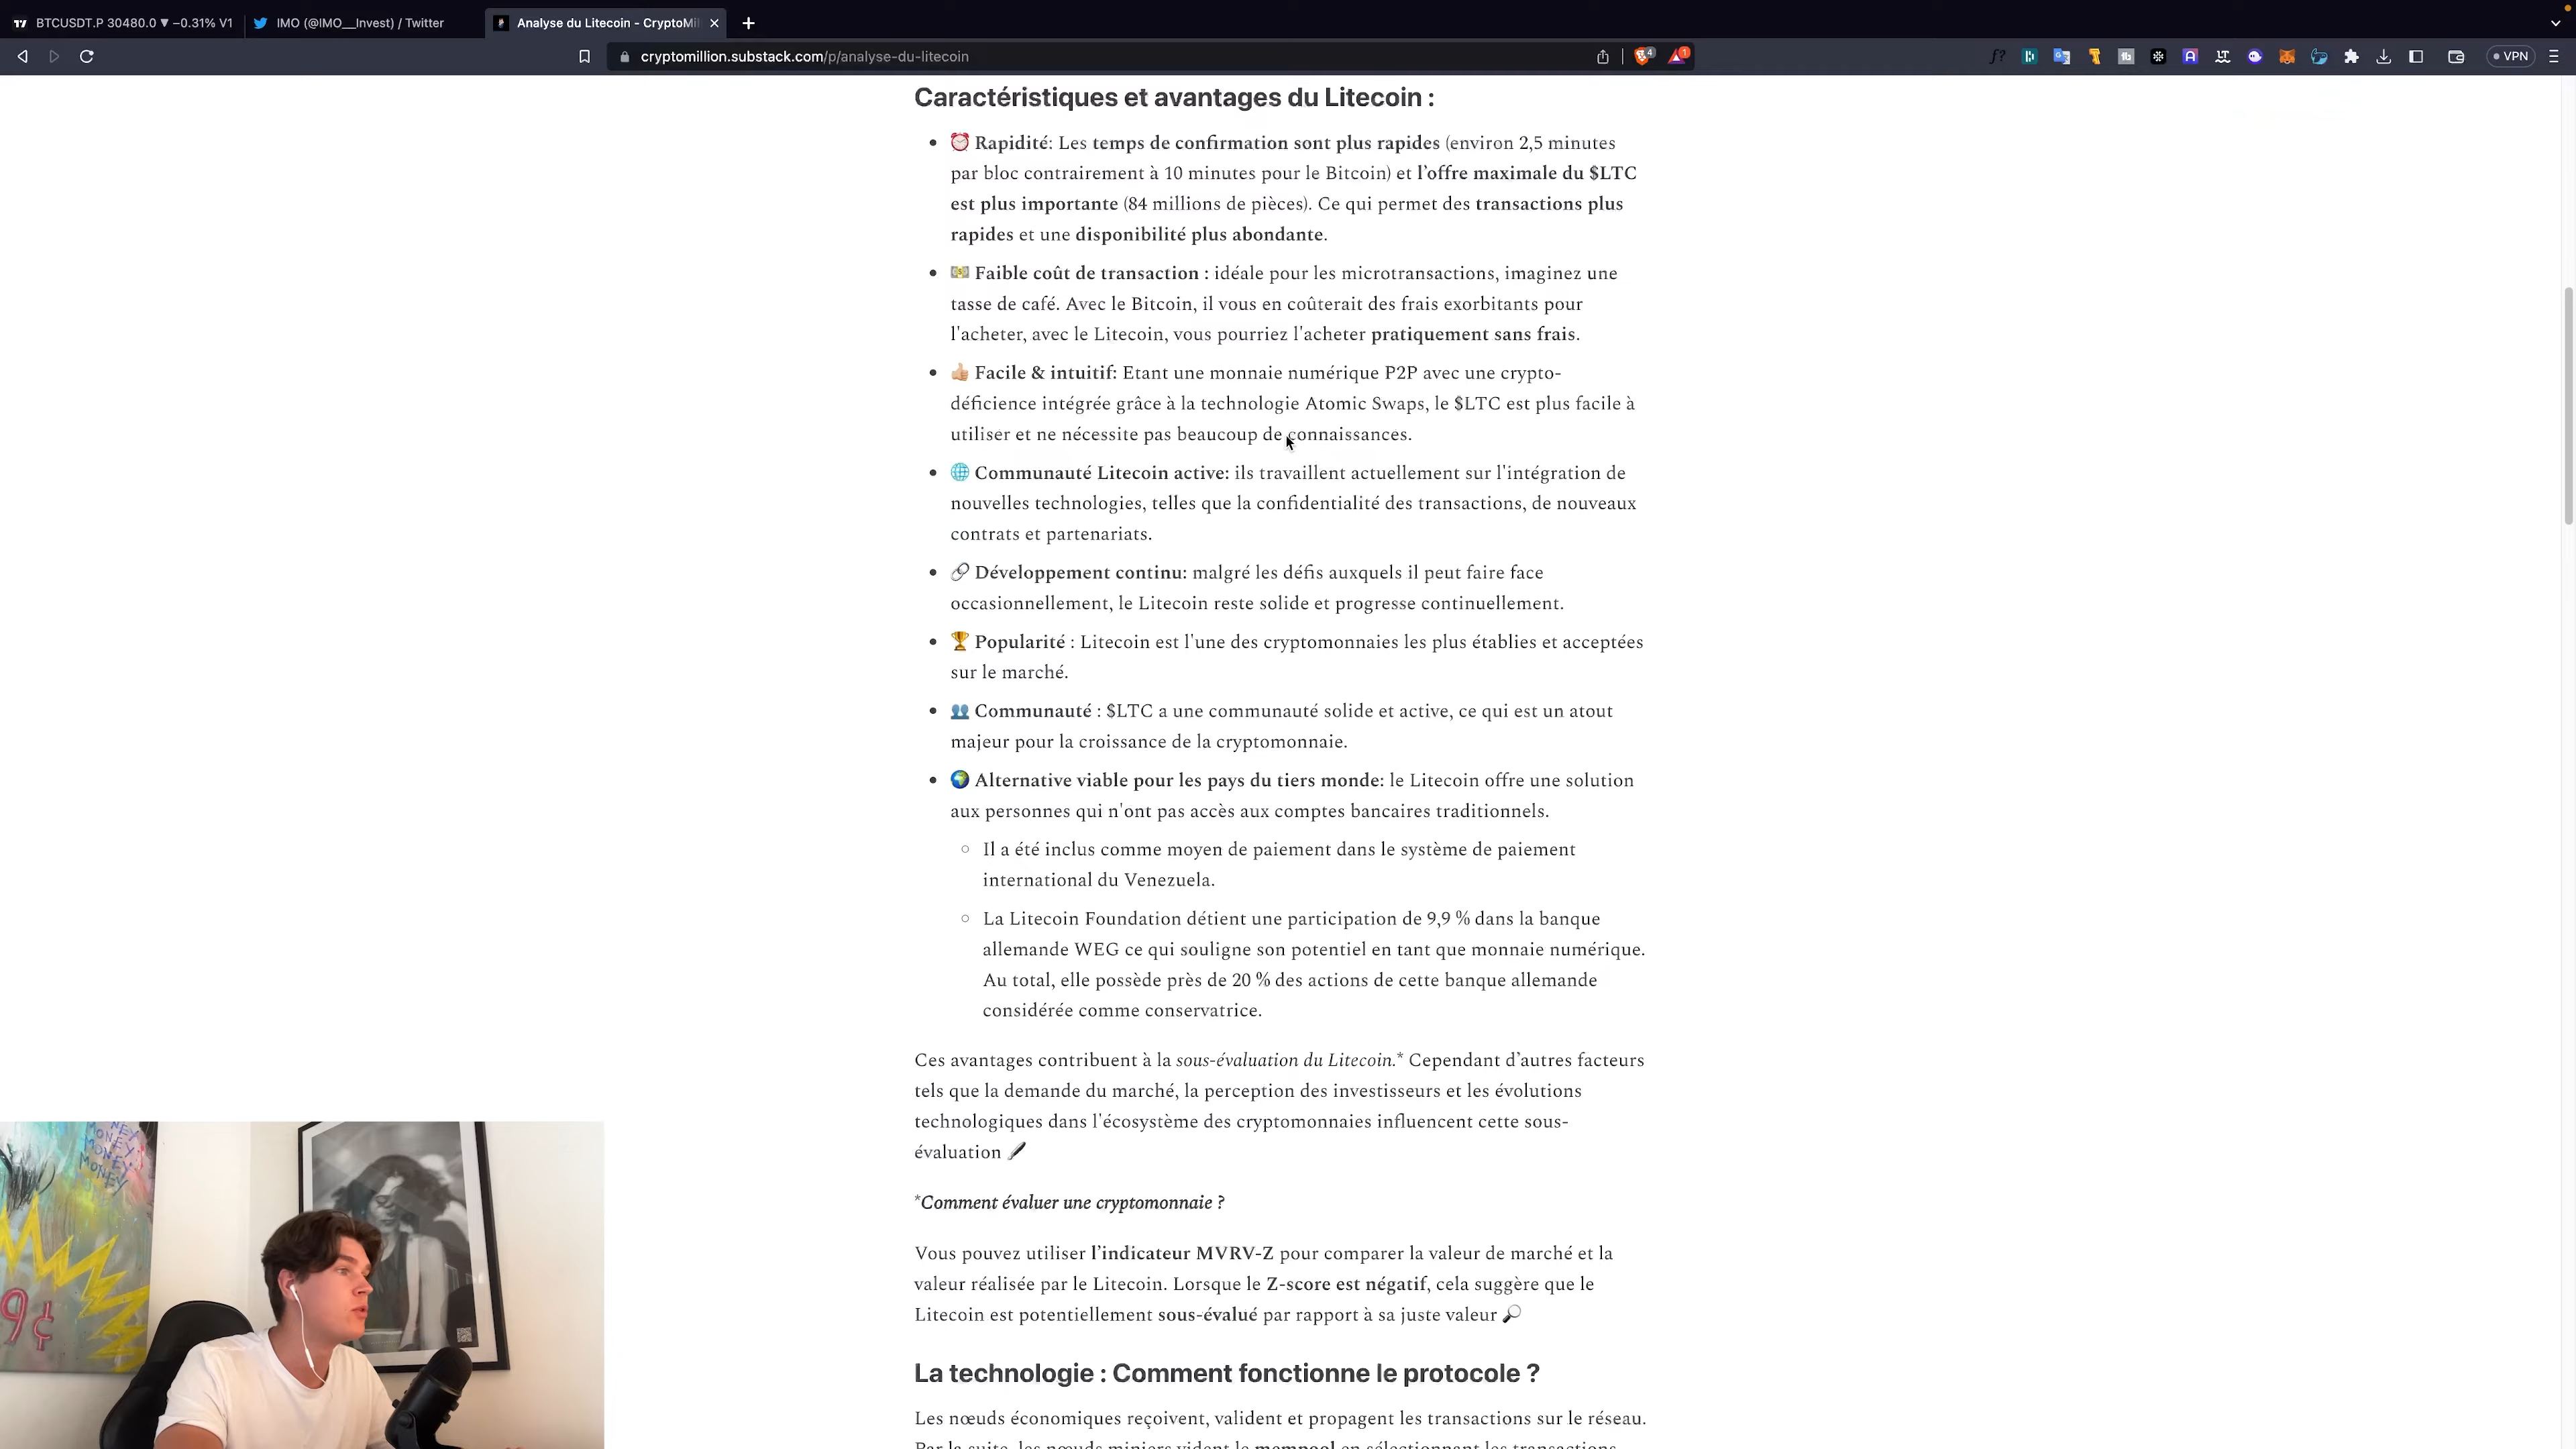 BTCUSDT.P 30480.0 ▼ −0.31% V1
IMO (@IMO__Invest) / Twitter
Analyse du Litecoin - CryptoMil
cryptomillion.substack.com/p/analyse-du-litecoin
4
1
VPN
Caractéristiques et avantages du Litecoin :
• ⏰ Rapidité: Les temps de confirmation sont plus rapides (environ 2,5 minutes
par bloc contrairement à 10 minutes pour le Bitcoin) et l’offre maximale du $LTC
est plus importante (84 millions de pièces). Ce qui permet des transactions plus
rapides et une disponibilité plus abondante.
• 💵 Faible coût de transaction : idéale pour les microtransactions, imaginez une
tasse de café. Avec le Bitcoin, il vous en coûterait des frais exorbitants pour
l'acheter, avec le Litecoin, vous pourriez l'acheter pratiquement sans frais.
• 👍🏼 Facile & intuitif: Etant une monnaie numérique P2P avec une crypto-
déficience intégrée grâce à la technologie Atomic Swaps, le $LTC est plus facile à
utiliser et ne nécessite pas beaucoup de connaissances.
• 🌐 Communauté Litecoin active: ils travaillent actuellement sur l'intégration de
nouvelles technologies, telles que la confidentialité des transactions, de nouveaux
contrats et partenariats.
• 🔗 Développement continu: malgré les défis auxquels il peut faire face
occasionnellement, le Litecoin reste solide et progresse continuellement.
• 🏆 Popularité : Litecoin est l'une des cryptomonnaies les plus établies et acceptées
sur le marché.
• 👥 Communauté : $LTC a une communauté solide et active, ce qui est un atout
majeur pour la croissance de la cryptomonnaie.
• 🌍 Alternative viable pour les pays du tiers monde: le Litecoin offre une solution
aux personnes qui n'ont pas accès aux comptes bancaires traditionnels.
○ Il a été inclus comme moyen de paiement dans le système de paiement
international du Venezuela.
○ La Litecoin Foundation détient une participation de 9,9 % dans la banque
allemande WEG ce qui souligne son potentiel en tant que monnaie numérique.
Au total, elle possède près de 20 % des actions de cette banque allemande
considérée comme conservatrice.
Ces avantages contribuent à la sous-évaluation du Litecoin.* Cependant d’autres facteurs
tels que la demande du marché, la perception des investisseurs et les évolutions
technologiques dans l'écosystème des cryptomonnaies influencent cette sous-
évaluation 🖋️
*Comment évaluer une cryptomonnaie ?
Vous pouvez utiliser l’indicateur MVRV-Z pour comparer la valeur de marché et la
valeur réalisée par le Litecoin. Lorsque le Z-score est négatif, cela suggère que le
Litecoin est potentiellement sous-évalué par rapport à sa juste valeur 🔎
La technologie : Comment fonctionne le protocole ?
Les nœuds économiques reçoivent, valident et propagent les transactions sur le réseau.
Par la suite, les nœuds miniers vident le mempool en sélectionnant les transactions
MONEY
MONEY
MONEY
9¢